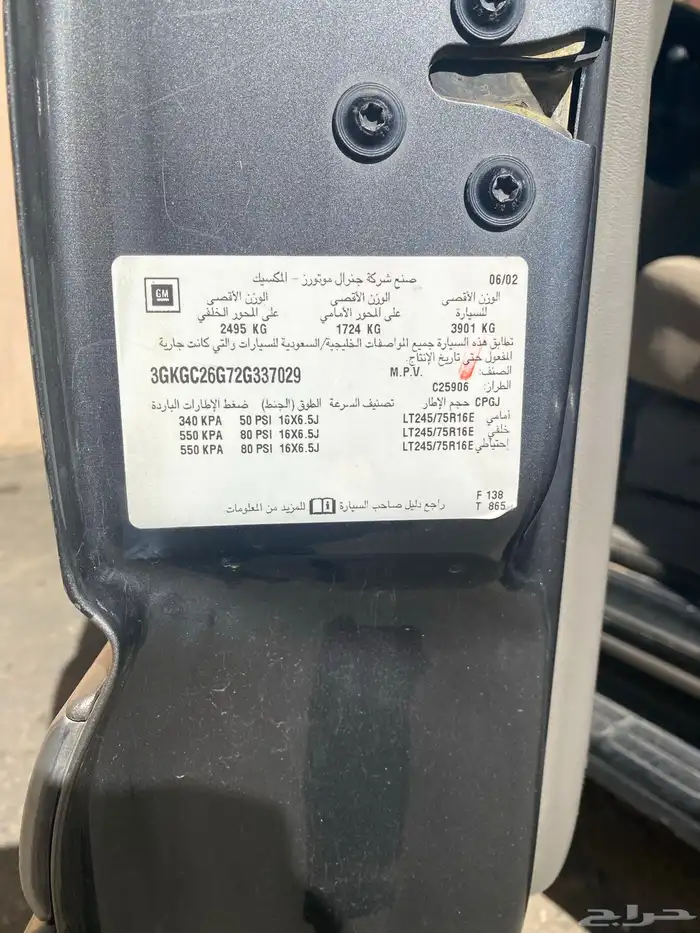 صنع شركة جنرال موتورز - المكسيك 06/02
GM
الوزن الأقصى للسيارة 3901 KG
الوزن الأقصى على المحور الأمامي 1724 KG
الوزن الأقصى على المحور الخلفي 2495 KG
تطابق هذه السيارة جميع المواصفات الخليجية/السعودية للسيارات والتي كانت جارية
المفعول حتى تاريخ الإنتاج.
الصنف: M.P.V.
3GKGC26G72G337029
الطراز: C25906
CPGJ حجم الإطار تصنيف السرعة الطوق (الجنط) ضغط الإطارات الباردة
أمامي LT245/75R16E 16X6.5J 50 PSI 340 KPA
خلفي LT245/75R16E 16X6.5J 80 PSI 550 KPA
إحتياطي LT245/75R16E 16X6.5J 80 PSI 550 KPA
F 138
T 865
راجع دليل صاحب السيارة للمزيد من المعلومات
حراج